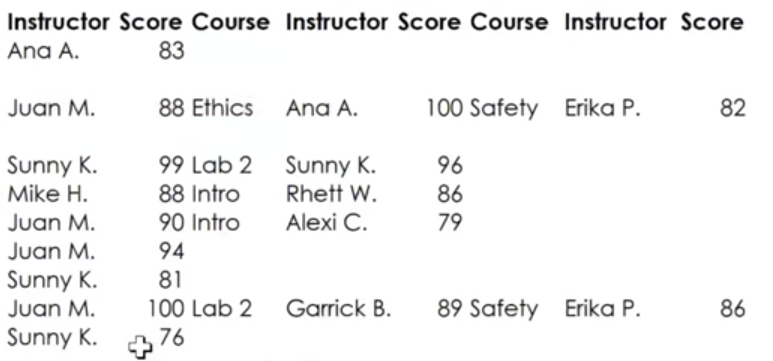 Instructor Score Course Instructor Score Course Instructor Score
Ana A. 83
Juan M. 88 Ethics Ana A. 100 Safety Erika P. 82
Sunny K. 99 Lab 2 Sunny K. 96
Mike H. 88 Intro Rhett W. 86
Juan M. 90 Intro Alexi C. 79
Juan M. 94
Sunny K. 81
Juan M. 100 Lab 2 Garrick B. 89 Safety Erika P. 86
Sunny K. 76